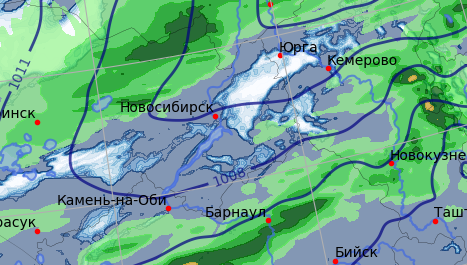 Юрга
Кемерово
1011
Новосибирск
инск
Новокузне
1008
Камень-на-Оби
Барнаул
Ташт
расук
Бийск